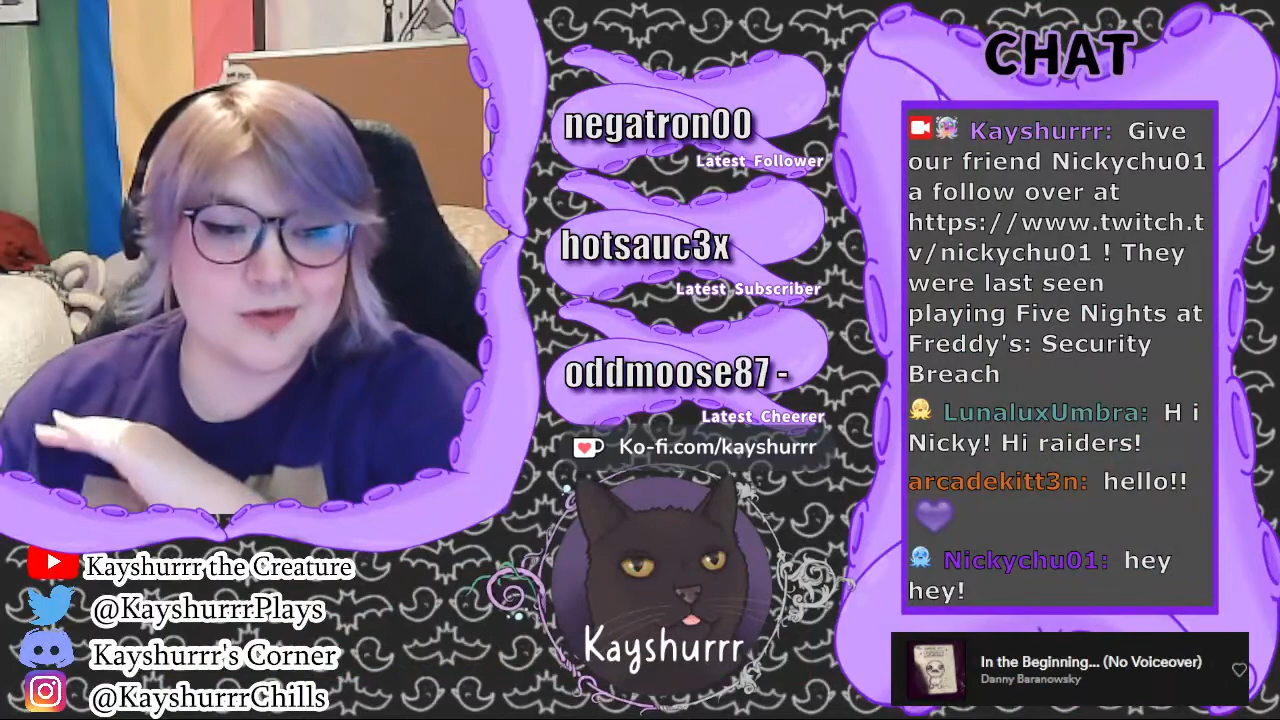 negatron00
Latest Follower
hotsauc3x
Latest Subscriber
oddmoose87 -
Latest Cheerer
Ko-fi.com/kayshurrr
Kayshurrr
Kayshurrr the Creature
@KayshurrrPlays
Kayshurrr's Corner
@KayshurrrChills
CHAT
Kayshurrr: Give
our friend Nickychu01
a follow over at
https://www.twitch.t
v/nickychu01 ! They
were last seen
playing Five Nights at
Freddy's: Security
Breach
LunaluxUmbra: H i
Nicky! Hi raiders!
arcadekitt3n: hello!!
Nickychu01: hey
hey!
In the Beginning... (No Voiceover)
Danny Baranowsky